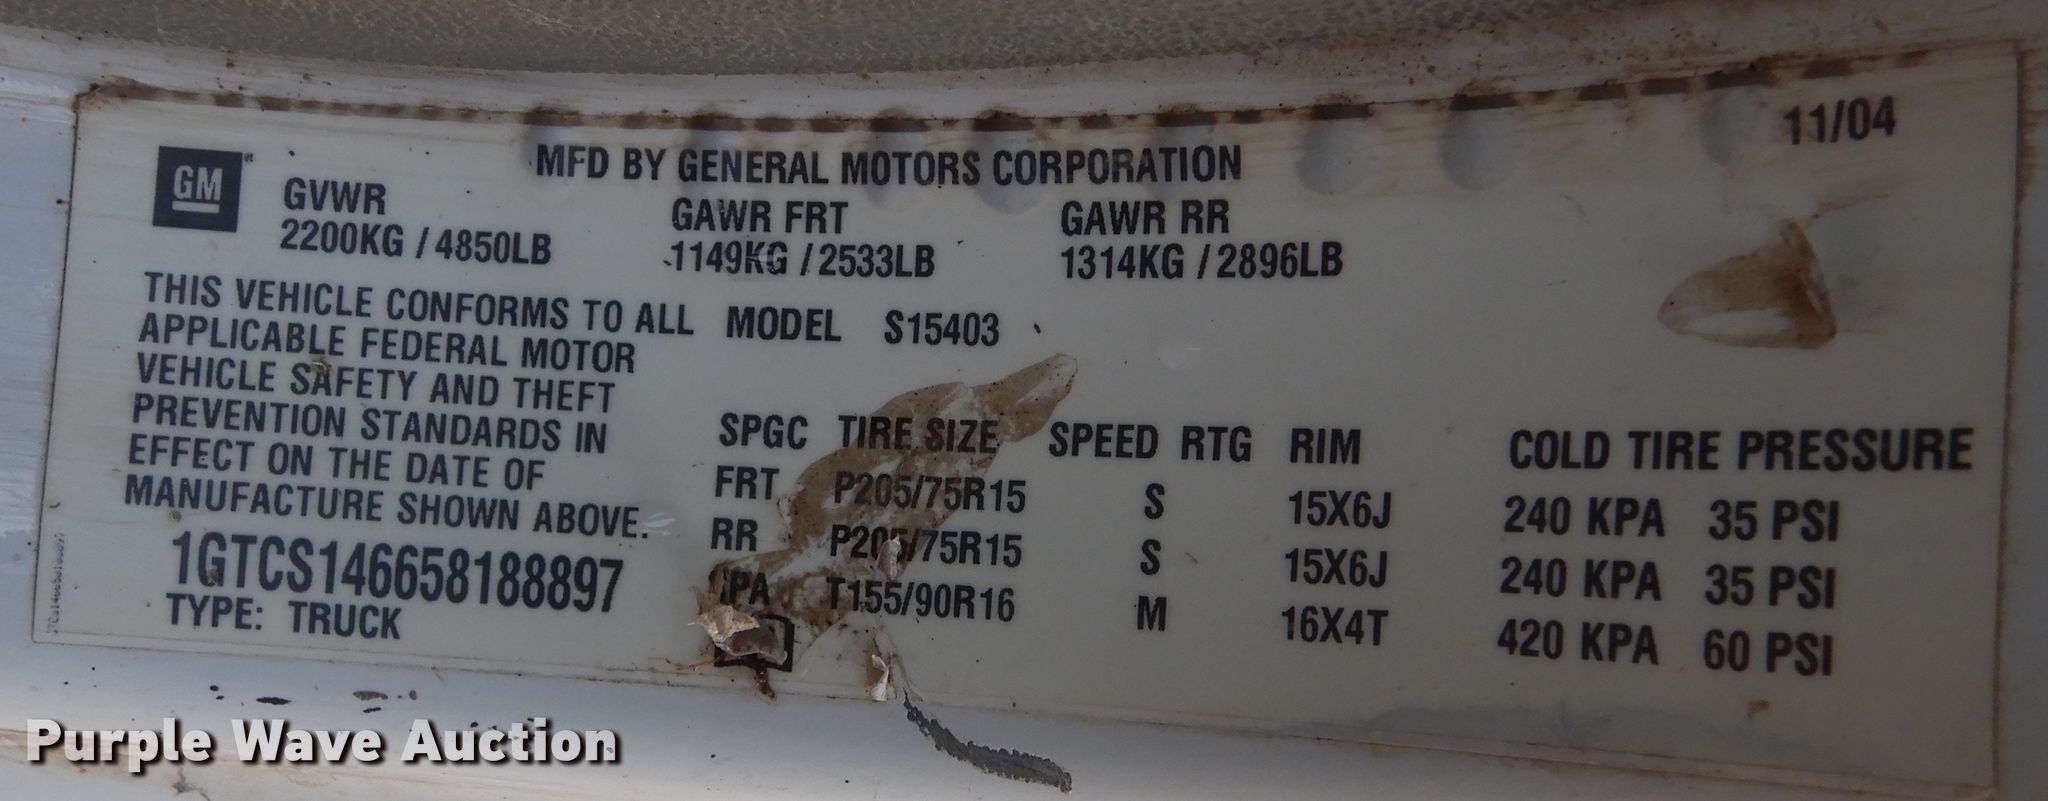 11/04
MFD BY GENERAL MOTORS CORPORATION
GM
GVWR GAWR FRT GAWR RR
2200KG / 4850LB 1149KG / 2533LB 1314KG / 2896LB
THIS VEHICLE CONFORMS TO ALL
APPLICABLE FEDERAL MOTOR
VEHICLE SAFETY AND THEFT
PREVENTION STANDARDS IN
EFFECT ON THE DATE OF
MANUFACTURE SHOWN ABOVE.
1GTCS146658188897
TYPE: TRUCK
MODEL S15403
SPGC TIRE SIZE SPEED RTG RIM COLD TIRE PRESSURE
FRT P205/75R15 S 15X6J 240 KPA 35 PSI
RR P205/75R15 S 15X6J 240 KPA 35 PSI
T155/90R16 M 16X4T 420 KPA 60 PSI
Purple Wave Auction